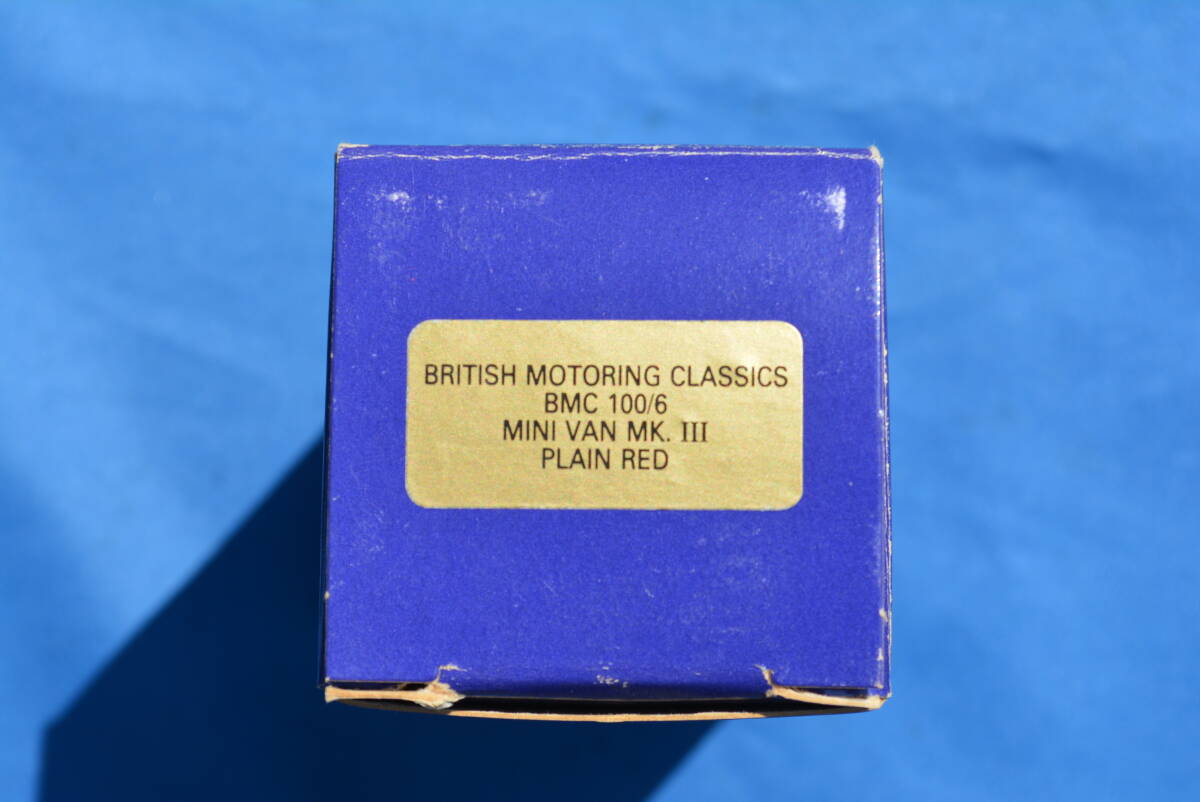 BRITISH MOTORING CLASSICS
BMC 100/6
MINI VAN MK. III
PLAIN RED